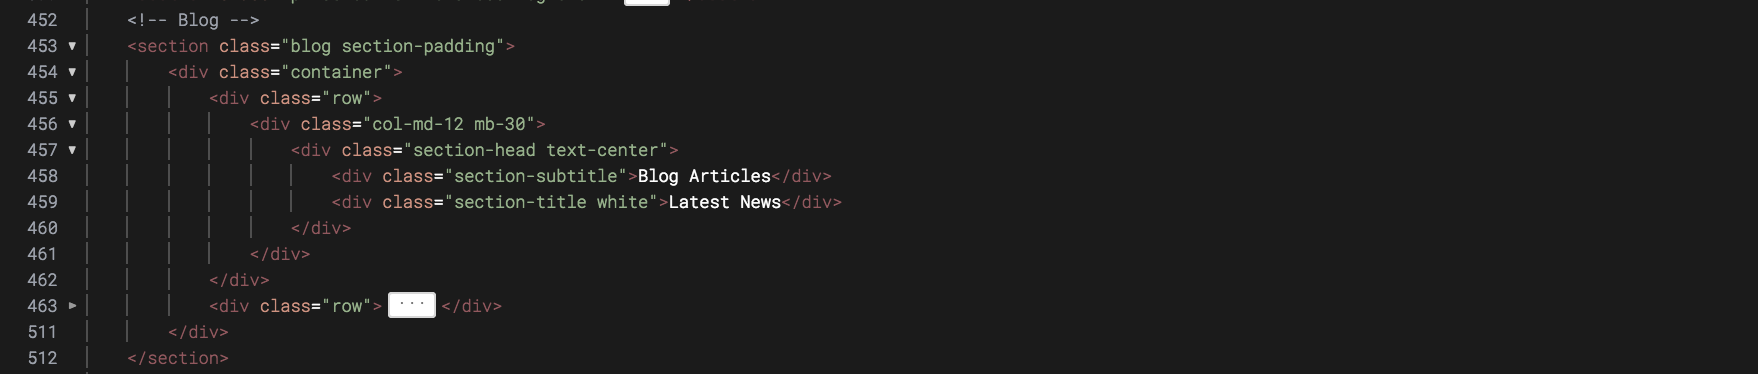 452 <!-- Blog -->
453 <section class="blog section-padding">
454 <div class="container">
455 <div class="row">
456 <div class="col-md-12 mb-30">
457 <div class="section-head text-center">
458 <div class="section-subtitle">Blog Articles</div>
459 <div class="section-title white">Latest News</div>
460 </div>
461 </div>
462 </div>
463 <div class="row"> ... </div>
511 </div>
512 </section>